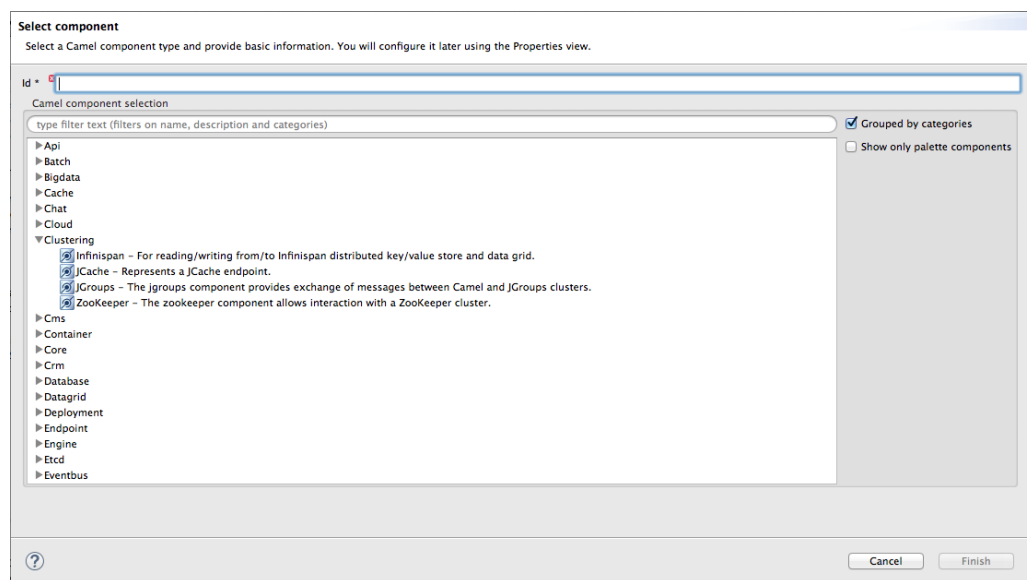 Select component
Select a Camel component type and provide basic information. You will configure it later using the Properties view.
Id *
Camel component selection
type filter text (filters on name, description and categories)
Grouped by categories
Show only palette components
Api
Batch
Bigdata
Cache
Chat
Cloud
Clustering
Infinispan – For reading/writing from/to Infinispan distributed key/value store and data grid.
JCache – Represents a JCache endpoint.
JGroups – The jgroups component provides exchange of messages between Camel and JGroups clusters.
ZooKeeper – The zookeeper component allows interaction with a ZooKeeper cluster.
Cms
Container
Core
Crm
Database
Datagrid
Deployment
Endpoint
Engine
Etcd
Eventbus
?
Cancel
Finish